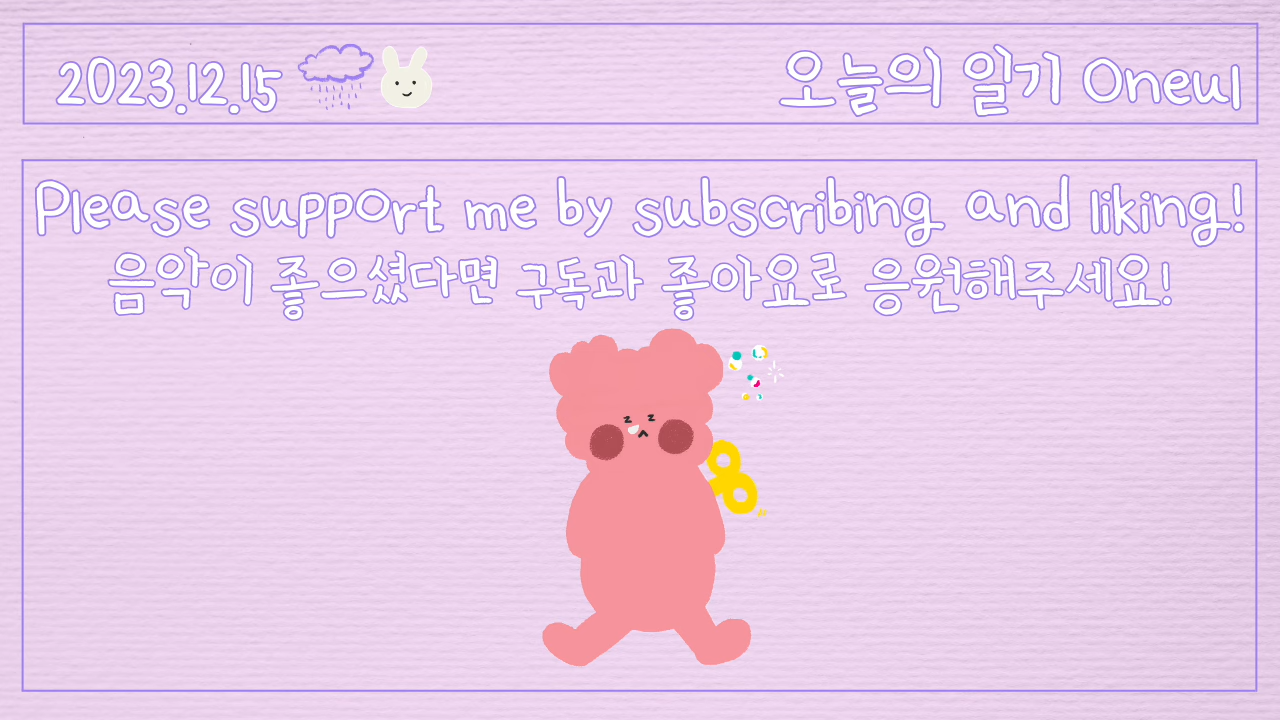 2023.12.15
오늘의 일기 Oneul
Please support me by subscribing and liking!
음악이 좋으셨다면 구독과 좋아요로 응원해주세요!
z z